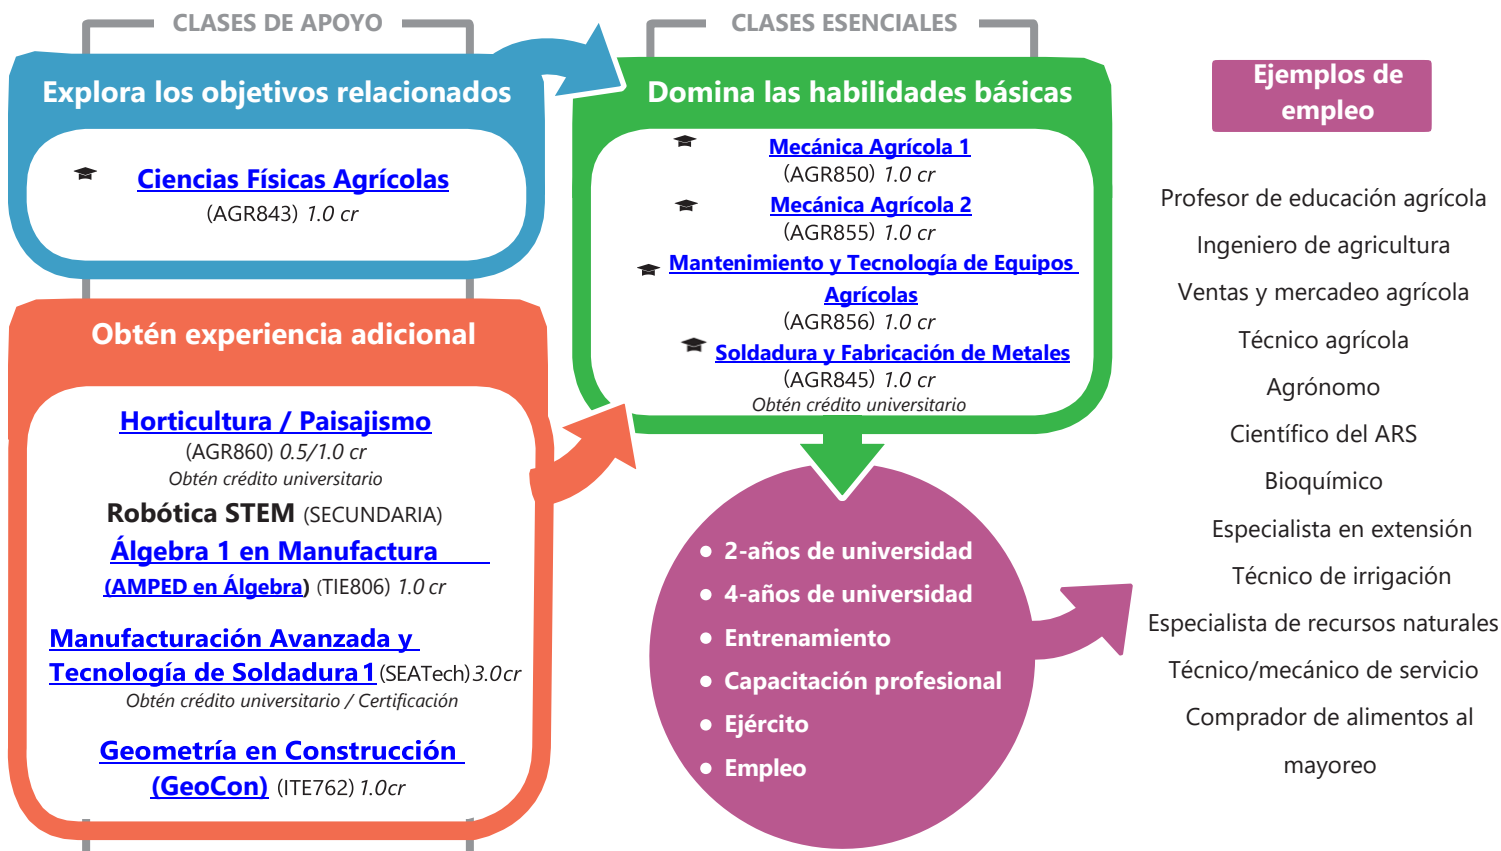 CLASES DE APOYO
Explora los objetivos relacionados
Ciencias Físicas Agrícolas
(AGR843) 1.0 cr
Obtén experiencia adicional
Horticultura / Paisajismo
(AGR860) 0.5/1.0 cr
Obtén crédito universitario
Robótica STEM (SECUNDARIA)
Álgebra 1 en Manufactura
(AMPED en Álgebra) (TIE806) 1.0 cr
Manufacturación Avanzada y
Tecnología de Soldadura 1 (SEATech) 3.0 cr
Obtén crédito universitario / Certificación
Geometría en Construcción
(GeoCon) (ITE762) 1.0cr
CLASES ESENCIALES
Domina las habilidades básicas
Mecánica Agrícola 1
(AGR850) 1.0 cr
Mecánica Agrícola 2
(AGR855) 1.0 cr
Mantenimiento y Tecnología de Equipos
Agrícolas
(AGR856) 1.0 cr
Soldadura y Fabricación de Metales
(AGR845) 1.0 cr
Obtén crédito universitario
• 2-años de universidad
• 4-años de universidad
• Entrenamiento
• Capacitación profesional
• Ejército
• Empleo
Ejemplos de
empleo
Profesor de educación agrícola
Ingeniero de agricultura
Ventas y mercadeo agrícola
Técnico agrícola
Agrónomo
Científico del ARS
Bioquímico
Especialista en extensión
Técnico de irrigación
Especialista de recursos naturales
Técnico/mecánico de servicio
Comprador de alimentos al
mayoreo